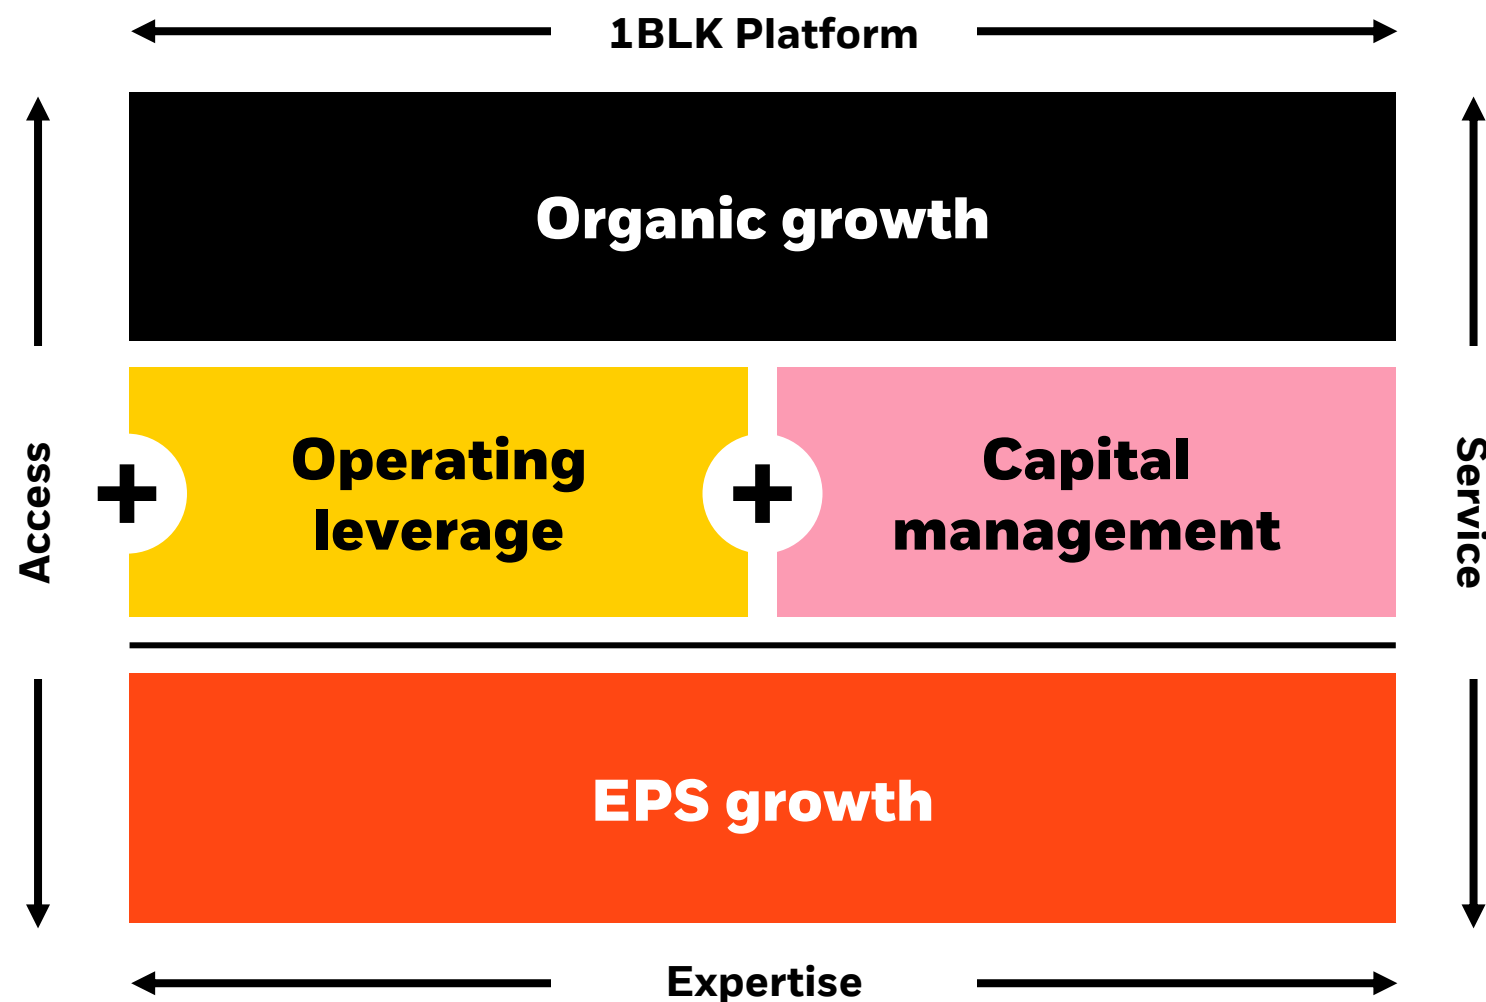 1BLK Platform
Organic growth
Access
+
Operating
leverage
+
Capital
management
Service
EPS growth
Expertise